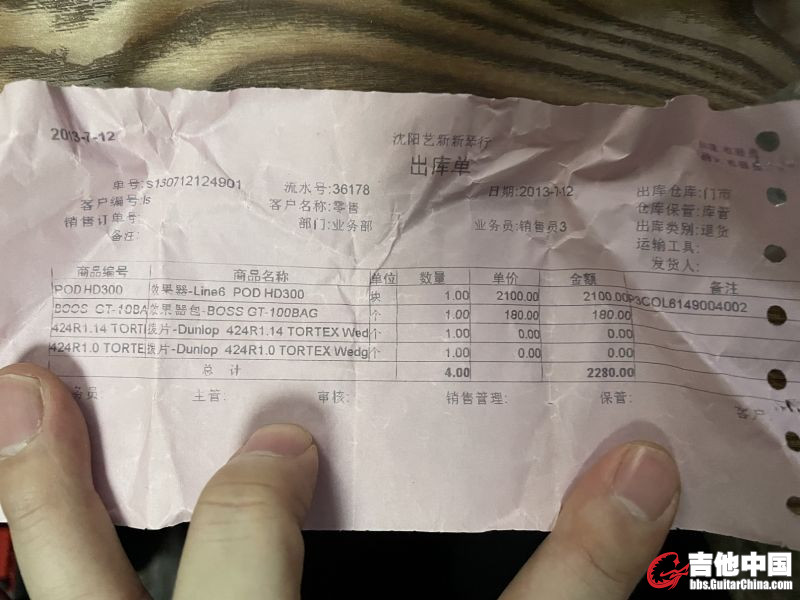 2013-7-12
沈阳艺新新琴行
出库单
单号:s130712124901 流水号:36178 日期:2013-7-12 出库仓库:门市
客户编号:ls 客户名称:零售 仓库保管:库管
销售订单号: 部门:业务部 业务员:销售员3 出库类别:退货
备注: 运输工具:
发货人:
商品编号 商品名称 单位 数量 单价 金额 备注
POD HD300 效果器-Line6 POD HD300 块 1.00 2100.00 2100.00 P3COL6149004002
BOSS GT-10BA 效果器包-BOSS GT-100BAG 个 1.00 180.00 180.00
424R1.14 TORTE 拨片-Dunlop 424R1.14 TORTEX Wed 个 1.00 0.00 0.00
424R1.0 TORTE 拨片-Dunlop 424R1.0 TORTEX Wedg 个 1.00 0.00 0.00
总 计 4.00 2280.00
务员: 主管: 审核: 销售管理: 保管: 客户
吉他中国
bbs.GuitarChina.com